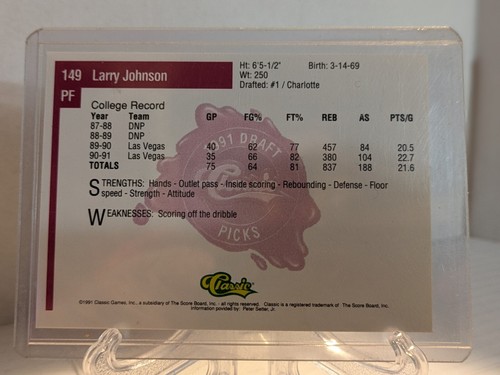 149 Larry Johnson
PF
Ht: 6'5-1/2" Birth: 3-14-69
Wt: 250
Drafted: #1 / Charlotte
College Record
Year Team GP FG% FT% REB AS PTS/G
87-88 DNP
88-89 DNP
89-90 Las Vegas 40 62 77 457 84 20.5
90-91 Las Vegas 35 66 82 380 104 22.7
TOTALS 75 64 81 837 188 21.6
STRENGTHS: Hands - Outlet pass - Inside scoring - Rebounding - Defense - Floor
speed - Strength - Attitude
WEAKNESSES: Scoring off the dribble
1991 DRAFT
Classic
PICKS
Classic
©1991 Classic Games, Inc., a subsidiary of The Score Board, Inc. - all rights reserved. Classic is a registered trademark of The Score Board, Inc.
Information provided by: Peter Setter, Jr.